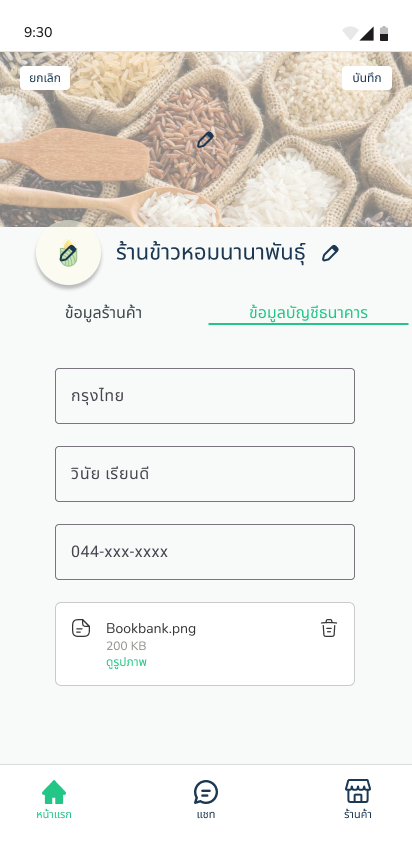 9:30
ยกเลิก
บันทึก
ร้านข้าวหอมนานาพันธุ์
ข้อมูลร้านค้า
ข้อมูลบัญชีธนาคาร
กรุงไทย
วินัย เรียนดี
044-xxx-xxxx
Bookbank.png
200 KB
ดูรูปภาพ
หน้าแรก
แชท
ร้านค้า